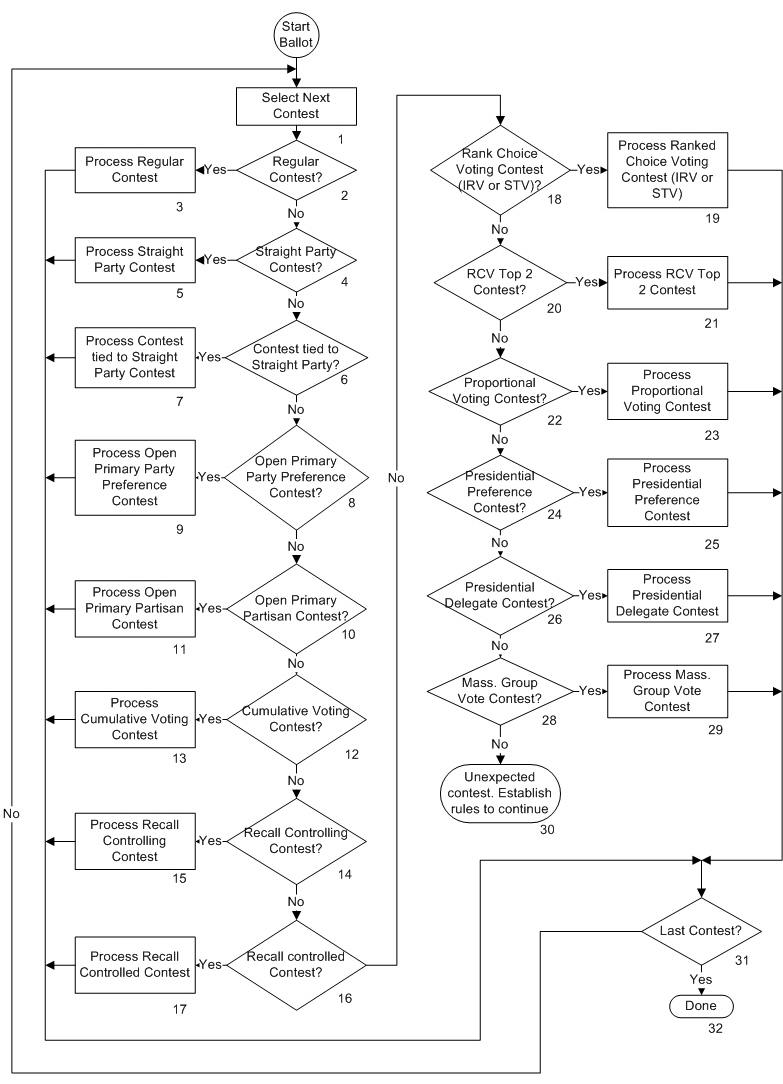 Start
Ballot
Select Next
Contest
1
Regular
Contest?
2
Yes
Process Regular
Contest
3
No
Straight Party
Contest?
4
Yes
Process Straight
Party Contest
5
No
Contest tied to
Straight Party?
6
Yes
Process Contest
tied to Straight
Party Contest
7
No
Open Primary
Party Preference
Contest?
8
Yes
Process Open
Primary Party
Preference
Contest
9
No
Open Primary
Partisan Contest?
10
Yes
Process Open
Primary Partisan
Contest
11
No
Cumulative Voting
Contest?
12
Yes
Process
Cumulative Voting
Contest
13
No
Recall Controlling
Contest?
14
Yes
Process Recall
Controlling
Contest
15
No
Recall controlled
Contest?
16
Yes
Process Recall
Controlled Contest
17
No
Rank Choice
Voting Contest
(IRV or STV)?
18
Yes
Process Ranked
Choice Voting
Contest (IRV or
STV)
19
No
RCV Top 2
Contest?
20
Yes
Process RCV Top
2 Contest
21
No
Proportional
Voting Contest?
22
Yes
Process
Proportional
Voting Contest
23
No
Presidential
Preference
Contest?
24
Yes
Process
Presidential
Preference
Contest
25
No
Presidential
Delegate Contest?
26
Yes
Process
Presidential
Delegate Contest
27
No
Mass. Group
Vote Contest?
28
Yes
Process Mass.
Group Vote
Contest
29
No
Unexpected
contest. Establish
rules to continue
30
Last Contest?
31
No
Yes
Done
32